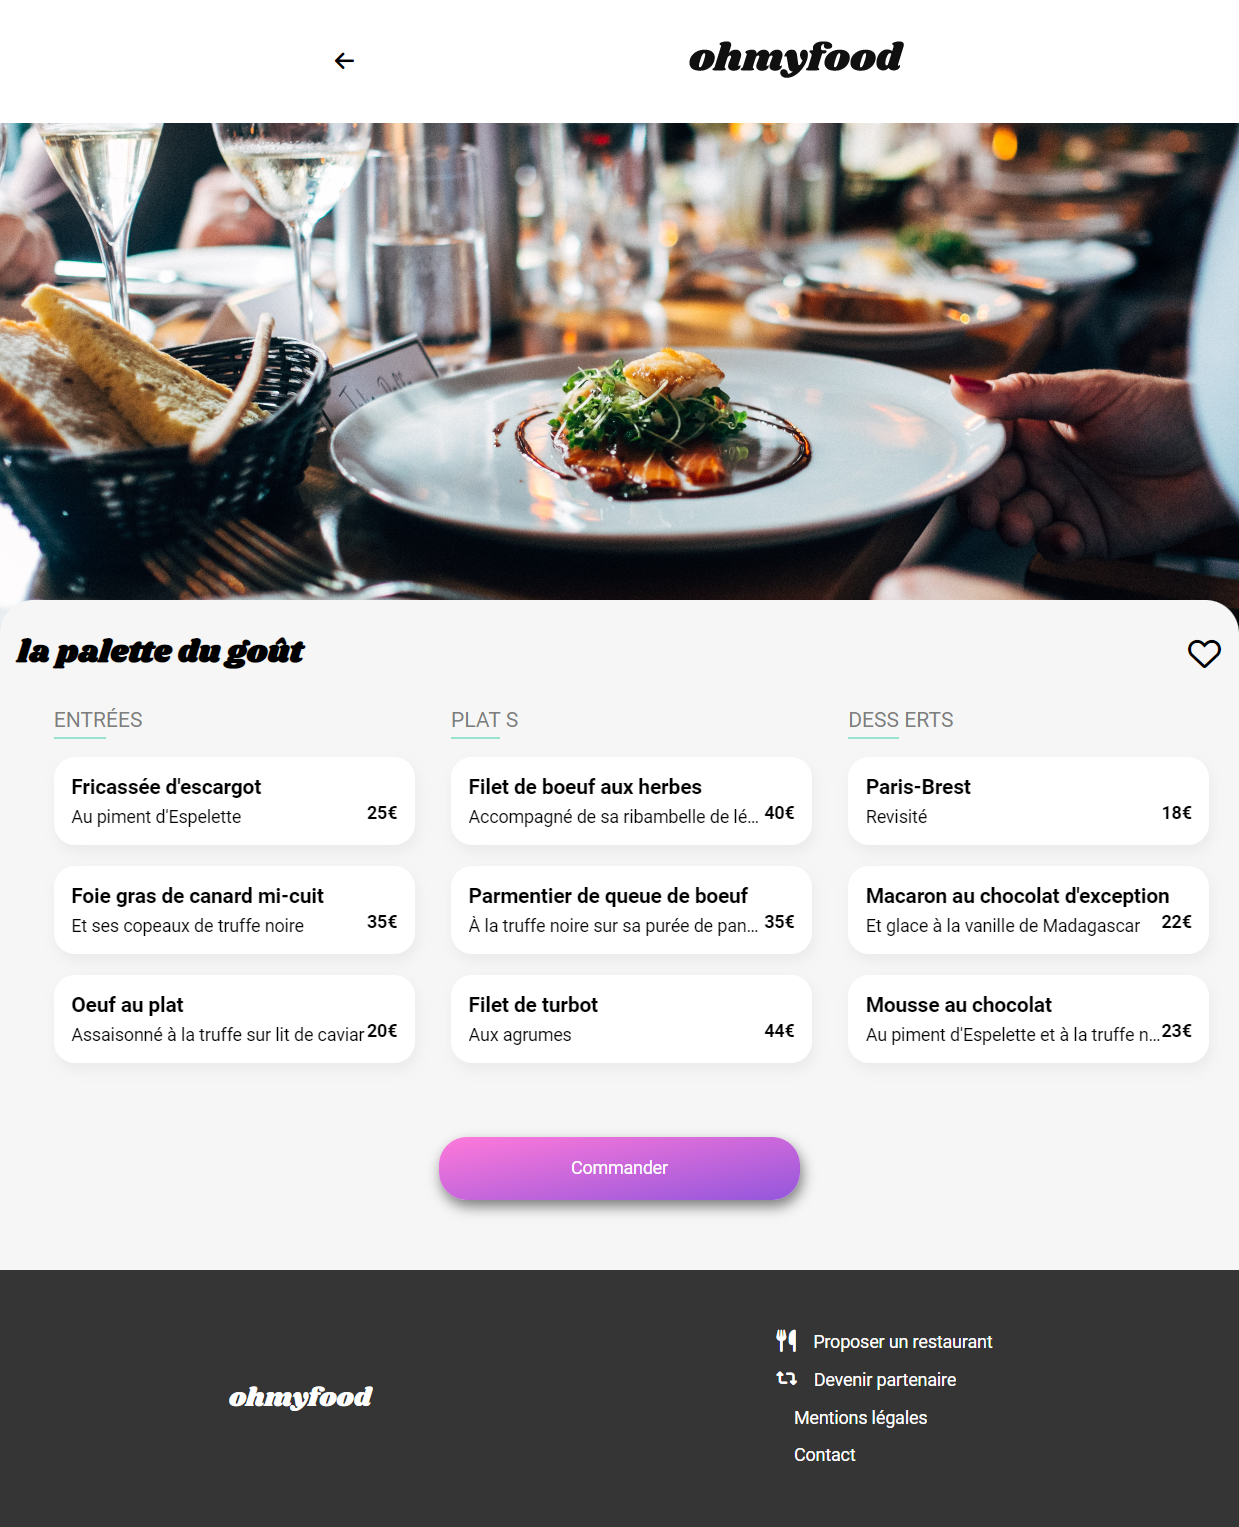 ohmyfood
la palette du goût
ENTRÉES
Fricassée d'escargot
Au piment d'Espelette 25€
Foie gras de canard mi-cuit
Et ses copeaux de truffe noire 35€
Oeuf au plat
Assaisonné à la truffe sur lit de caviar 20€
PLAT S
Filet de boeuf aux herbes
Accompagné de sa ribambelle de lé... 40€
Parmentier de queue de boeuf
À la truffe noire sur sa purée de pan... 35€
Filet de turbot
Aux agrumes 44€
DESS ERTS
Paris-Brest
Revisité 18€
Macaron au chocolat d'exception
Et glace à la vanille de Madagascar 22€
Mousse au chocolat
Au piment d'Espelette et à la truffe n... 23€
Commander
ohmyfood
Proposer un restaurant
Devenir partenaire
Mentions légales
Contact